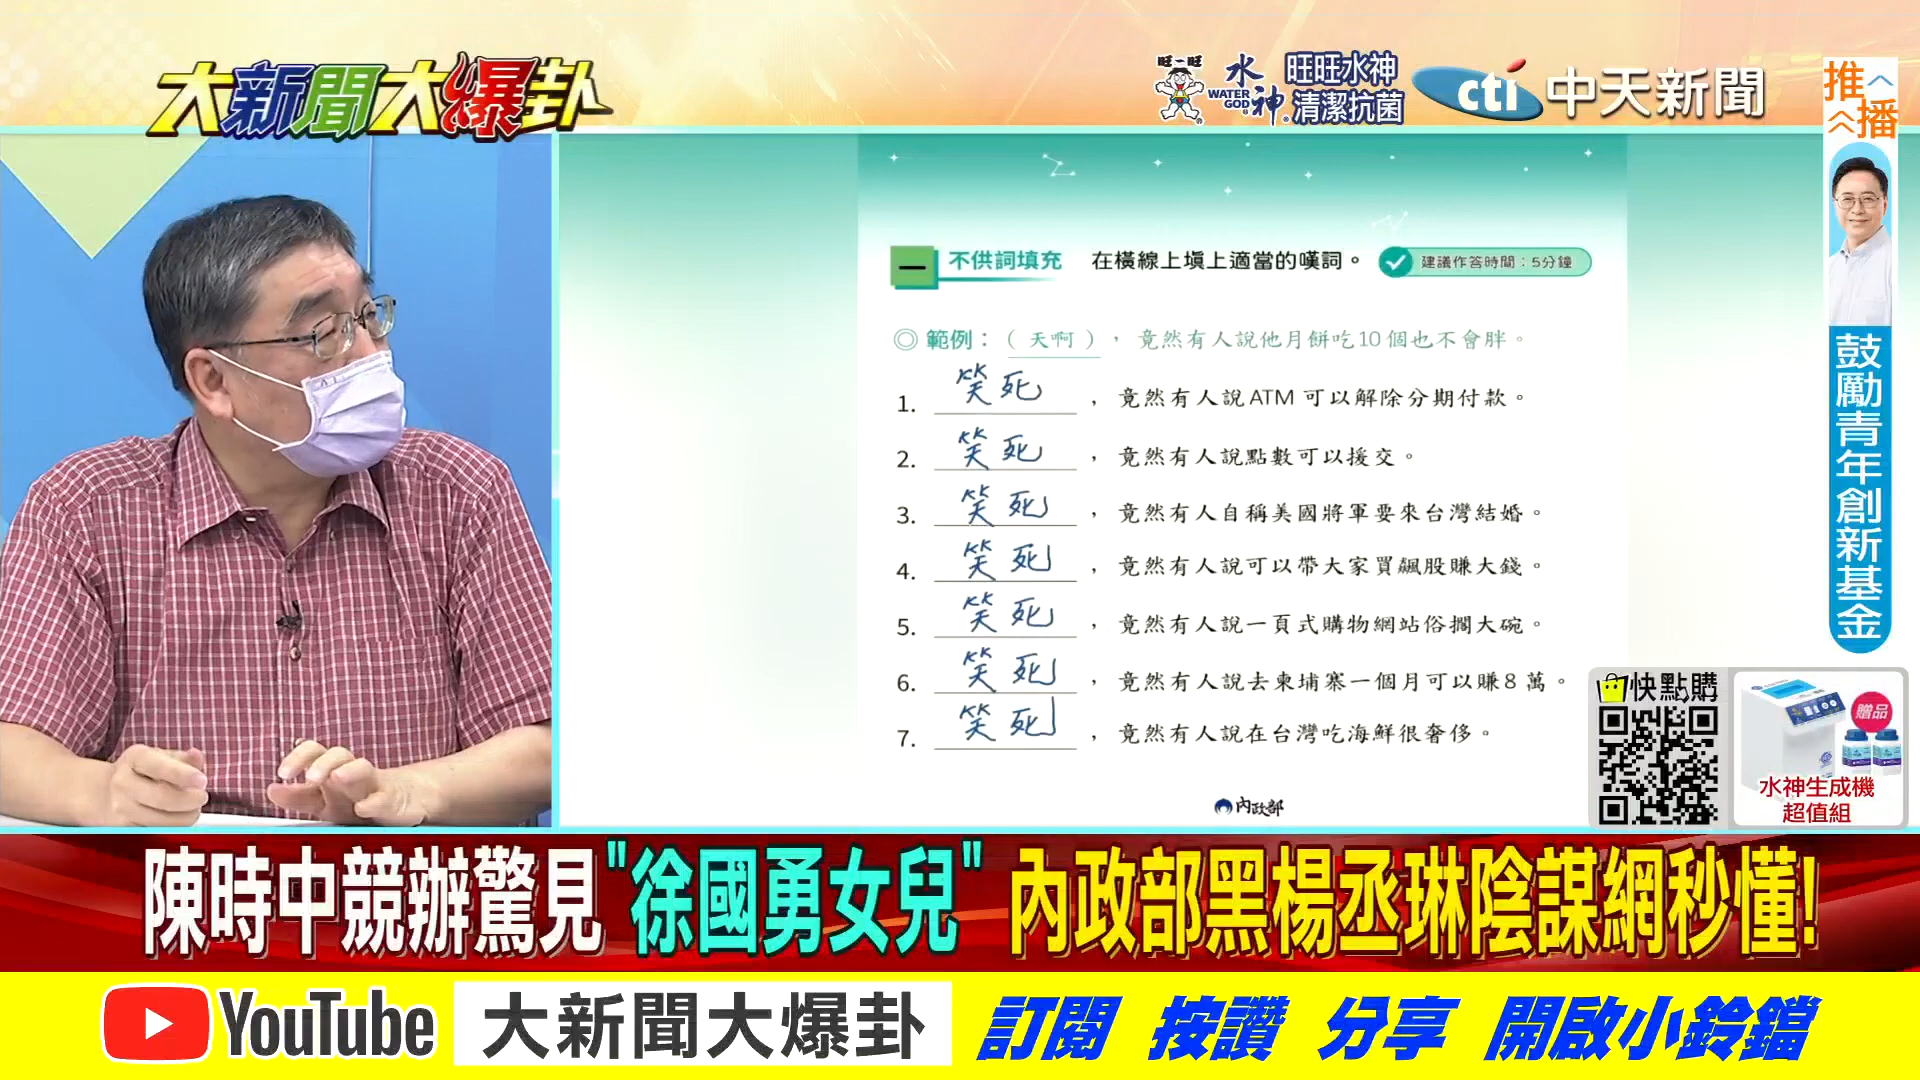 大新聞大爆卦
旺一旺
水神
WATER GOD
旺旺水神
清潔抗菌
cti 中天新聞
推播
鼓勵青年創新基金
一 不供詞填充 在橫線上填上適當的嘆詞。 建議作答時間:5分鐘
◎ 範例:(天啊),竟然有人說他月餅吃10個也不會胖。
1. 笑死,竟然有人說ATM可以解除分期付款。
2. 笑死,竟然有人說點數可以援交。
3. 笑死,竟然有人自稱美國將軍要來台灣結婚。
4. 笑死,竟然有人說可以帶大家買飆股賺大錢。
5. 笑死,竟然有人說一頁式購物網站俗擱大碗。
6. 笑死,竟然有人說去柬埔寨一個月可以賺8萬。
7. 笑死,竟然有人說在台灣吃海鮮很奢侈。
內政部
快點購
贈品
水神生成機
超值組
陳時中競辦驚見"徐國勇女兒" 內政部黑楊丞琳陰謀網秒懂!
YouTube 大新聞大爆卦 訂閱 按讚 分享 開啟小鈴鐺